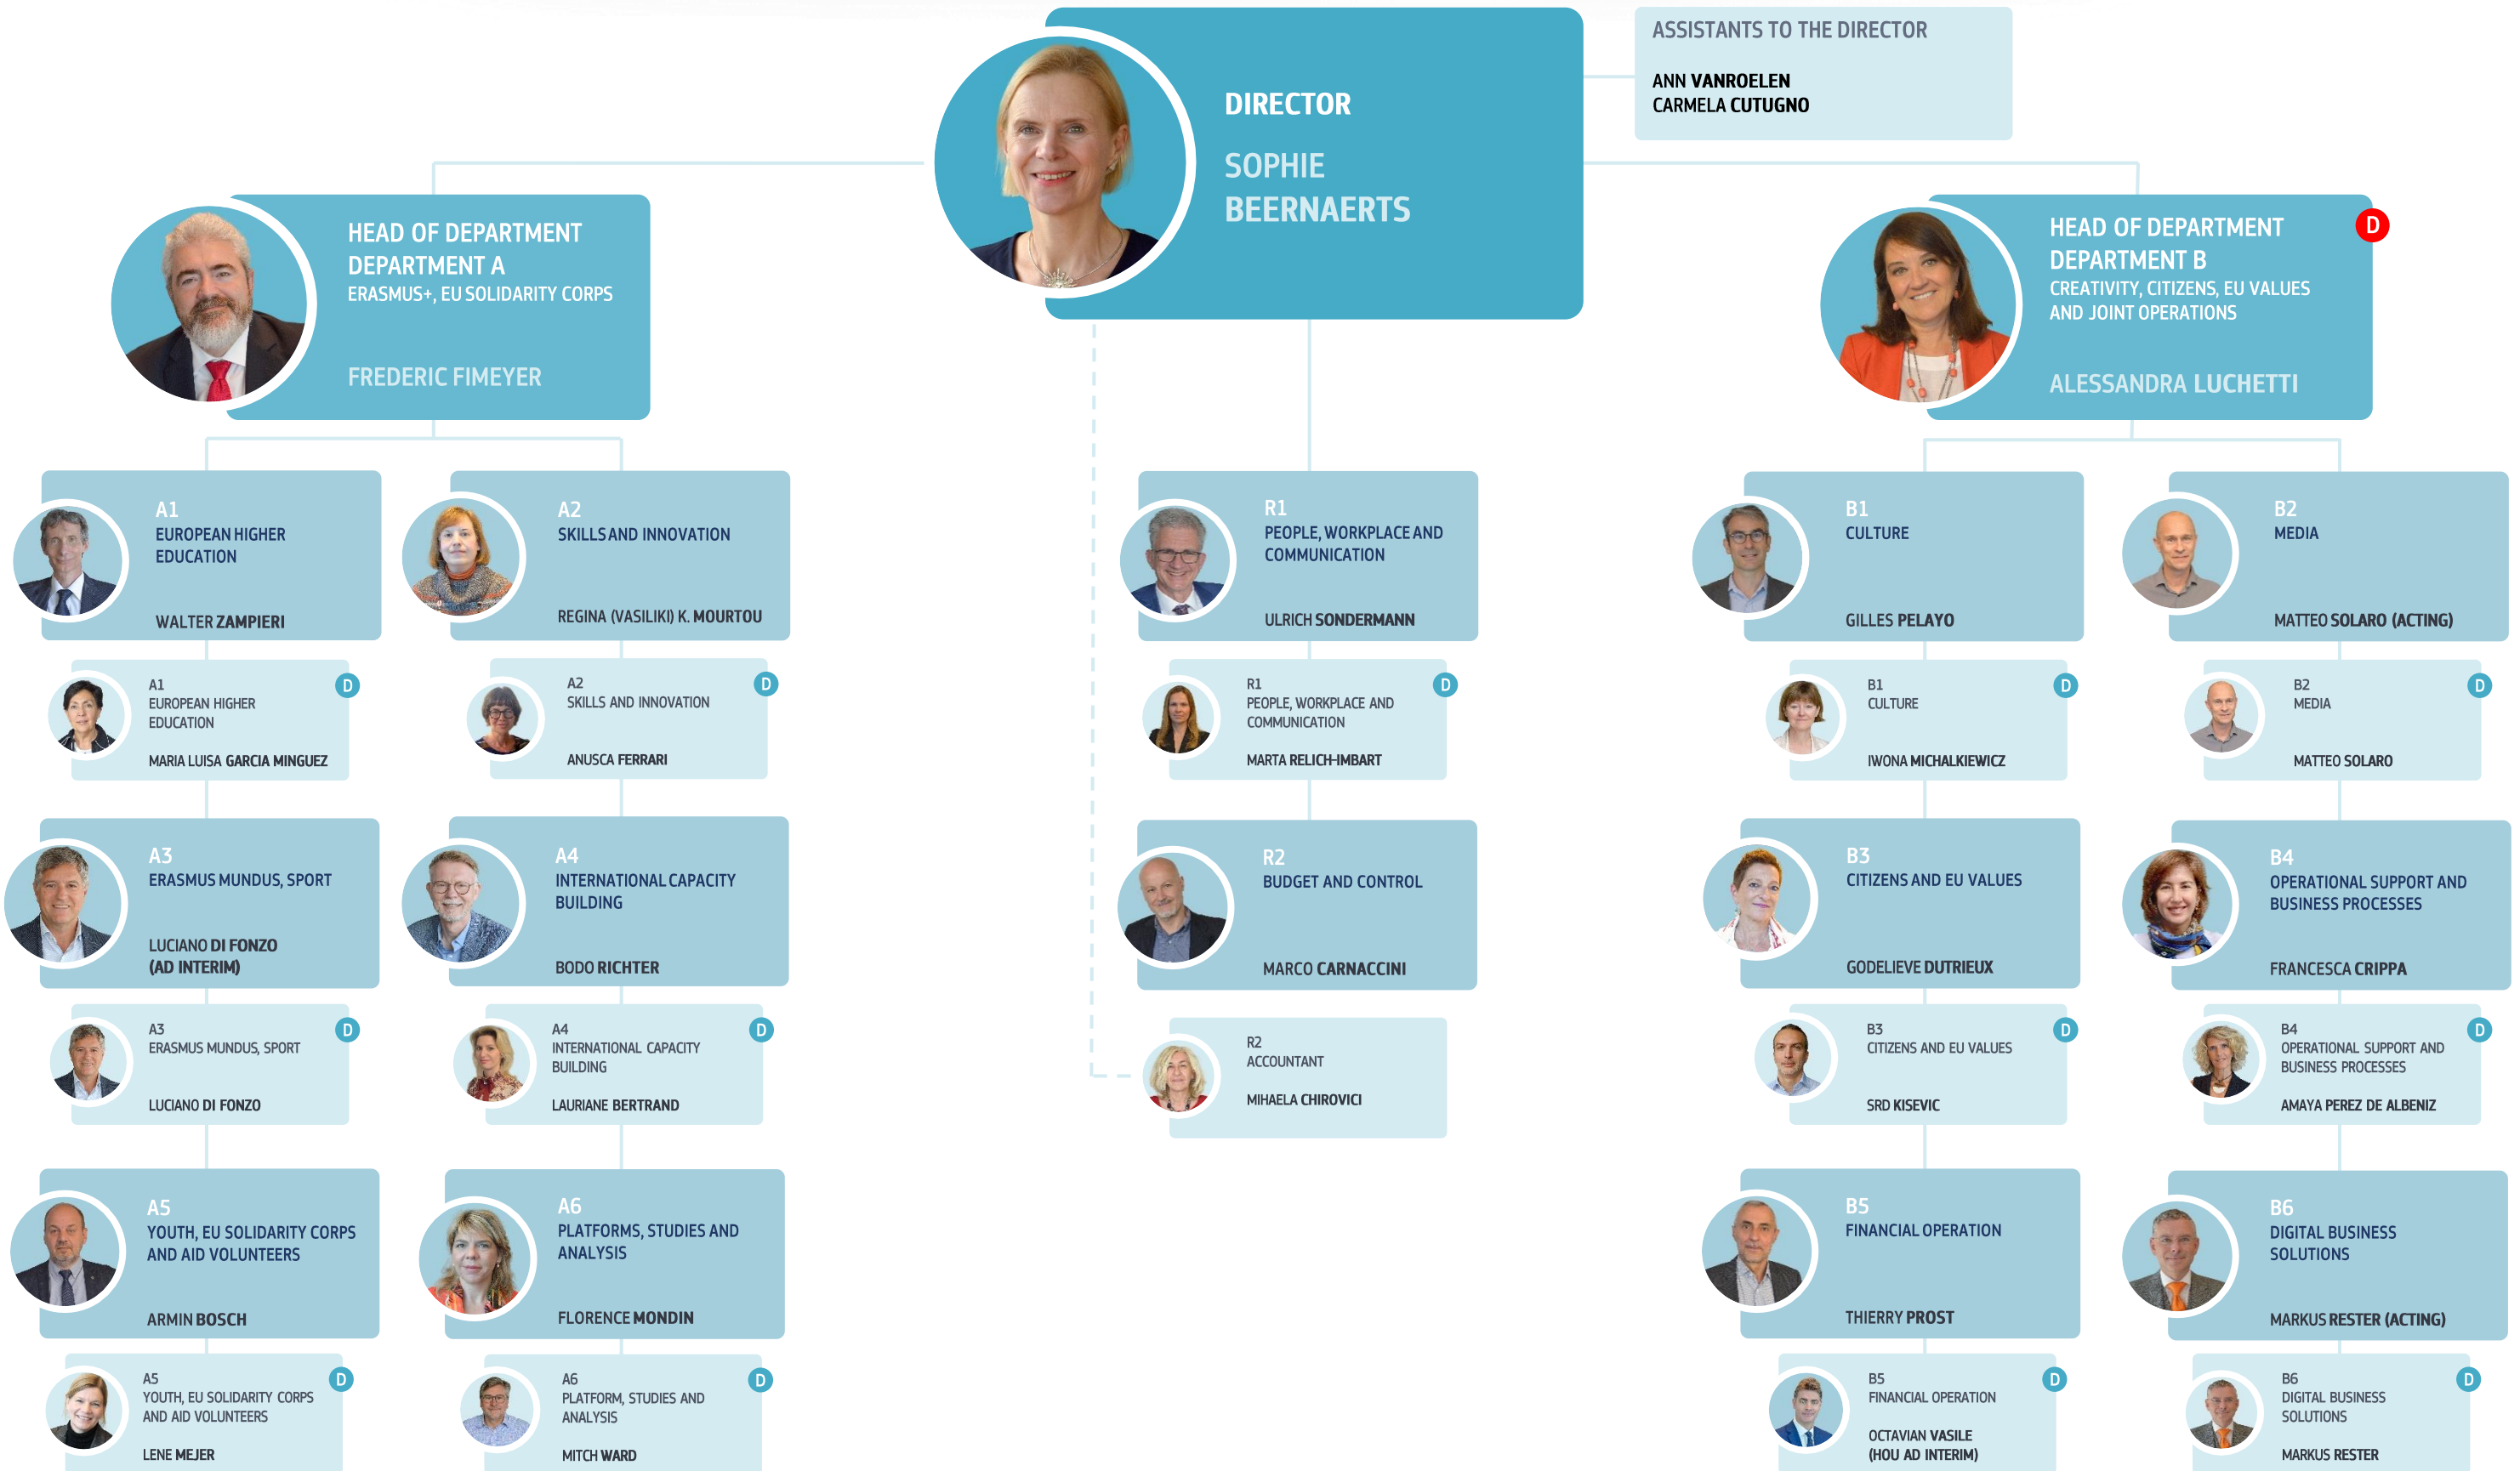 DIRECTOR
SOPHIE
BEERNAERTS
ASSISTANTS TO THE DIRECTOR
ANN VANROELEN
CARMELA CUTUGNO
HEAD OF DEPARTMENT
DEPARTMENT A
ERASMUS+, EU SOLIDARITY CORPS
FREDERIC FIMEYER
HEAD OF DEPARTMENT
DEPARTMENT B
CREATIVITY, CITIZENS, EU VALUES
AND JOINT OPERATIONS
ALESSANDRA LUCHETTI
D
A1
EUROPEAN HIGHER
EDUCATION
WALTER ZAMPIERI
A2
SKILLS AND INNOVATION
REGINA (VASILIKI) K. MOURTOU
R1
PEOPLE, WORKPLACE AND
COMMUNICATION
ULRICH SONDERMANN
B1
CULTURE
GILLES PELAYO
B2
MEDIA
MATTEO SOLARO (ACTING)
A1
EUROPEAN HIGHER
EDUCATION
MARIA LUISA GARCIA MINGUEZ
D
A2
SKILLS AND INNOVATION
ANUSCA FERRARI
D
R1
PEOPLE, WORKPLACE AND
COMMUNICATION
MARTA RELICH-IMBART
D
B1
CULTURE
IWONA MICHALKIEWICZ
D
B2
MEDIA
MATTEO SOLARO
D
A3
ERASMUS MUNDUS, SPORT
LUCIANO DI FONZO
(AD INTERIM)
A4
INTERNATIONAL CAPACITY
BUILDING
BODO RICHTER
R2
BUDGET AND CONTROL
MARCO CARNACCINI
B3
CITIZENS AND EU VALUES
GODELIEVE DUTRIEUX
B4
OPERATIONAL SUPPORT AND
BUSINESS PROCESSES
FRANCESCA CRIPPA
A3
ERASMUS MUNDUS, SPORT
LUCIANO DI FONZO
D
A4
INTERNATIONAL CAPACITY
BUILDING
LAURIANE BERTRAND
D
R2
ACCOUNTANT
MIHAELA CHIROVICI
B3
CITIZENS AND EU VALUES
SRD KISEVIC
D
B4
OPERATIONAL SUPPORT AND
BUSINESS PROCESSES
AMAYA PEREZ DE ALBENIZ
D
A5
YOUTH, EU SOLIDARITY CORPS
AND AID VOLUNTEERS
ARMIN BOSCH
A6
PLATFORMS, STUDIES AND
ANALYSIS
FLORENCE MONDIN
B5
FINANCIAL OPERATION
THIERRY PROST
B6
DIGITAL BUSINESS
SOLUTIONS
MARKUS RESTER (ACTING)
A5
YOUTH, EU SOLIDARITY CORPS
AND AID VOLUNTEERS
LENE MEJER
D
A6
PLATFORM, STUDIES AND
ANALYSIS
MITCH WARD
D
B5
FINANCIAL OPERATION
OCTAVIAN VASILE
(HOU AD INTERIM)
D
B6
DIGITAL BUSINESS
SOLUTIONS
MARKUS RESTER
D